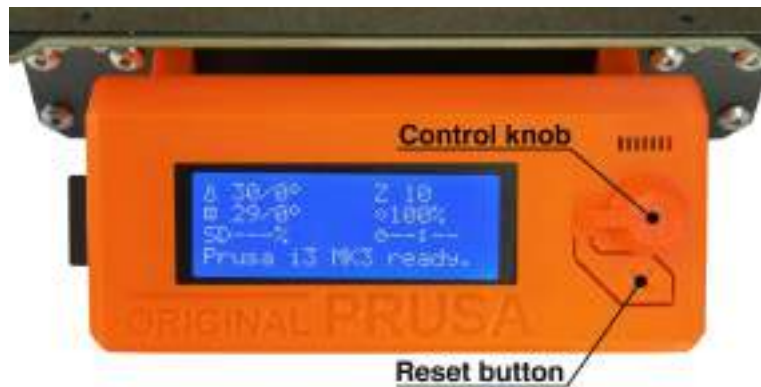 Control knob
30/0° Z 10
29/0° 100%
SD---% --:--
Prusa i3 MK3 ready.
ORIGINAL PRUSA
Reset button